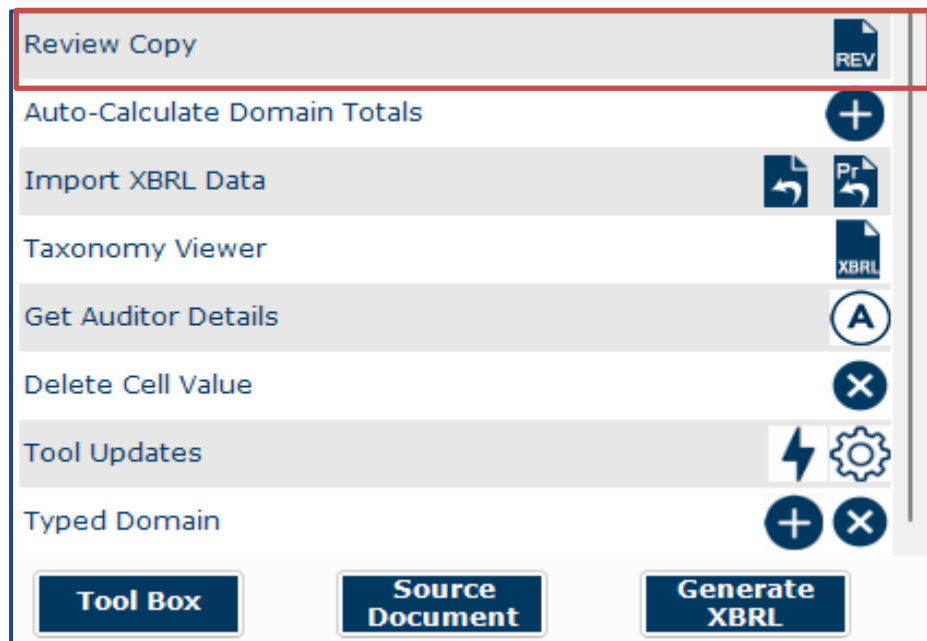 Review Copy
REV
Auto-Calculate Domain Totals
Import XBRL Data
Pr
Taxonomy Viewer
XBRL
Get Auditor Details
A
Delete Cell Value
Tool Updates
Typed Domain
Tool Box
Source
Document
Generate
XBRL